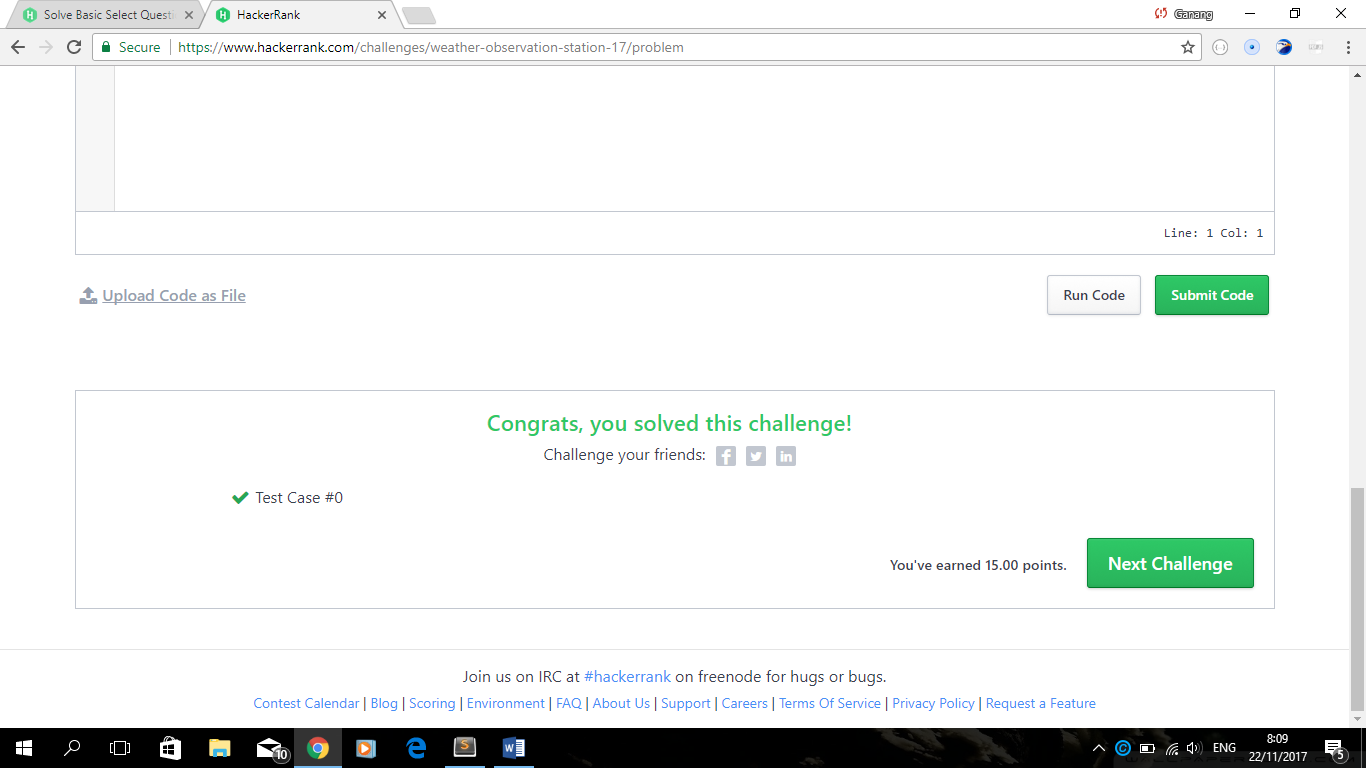 Solve Basic Select Questi
HackerRank
Ganang
Secure
https://www.hackerrank.com/challenges/weather-observation-station-17/problem
Line: 1 Col: 1
Upload Code as File
Run Code
Submit Code
Congrats, you solved this challenge!
Challenge your friends:
Test Case #0
You've earned 15.00 points.
Next Challenge
Join us on IRC at #hackerrank on freenode for hugs or bugs.
Contest Calendar | Blog | Scoring | Environment | FAQ | About Us | Support | Careers | Terms Of Service | Privacy Policy | Request a Feature
10
ENG
8:09
22/11/2017
5